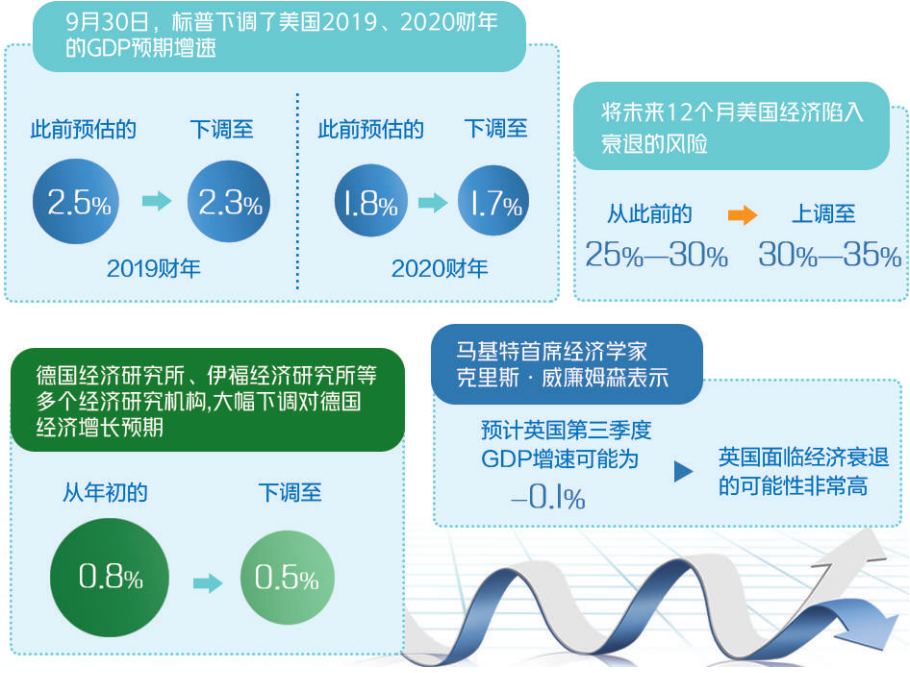 9月30日，标普下调了美国2019、2020财年
的GDP预期增速
此前预估的
下调至
2.5%
2.3%
2019财年
此前预估的
下调至
1.8%
1.7%
2020财年
将未来12个月美国经济陷入
衰退的风险
从此前的
上调至
25%—30%
30%—35%
德国经济研究所、伊福经济研究所等
多个经济研究机构,大幅下调对德国
经济增长预期
从年初的
下调至
0.8%
0.5%
马基特首席经济学家
克里斯·威廉姆森表示
预计英国第三季度
GDP增速可能为
—0.1%
英国面临经济衰退
的可能性非常高